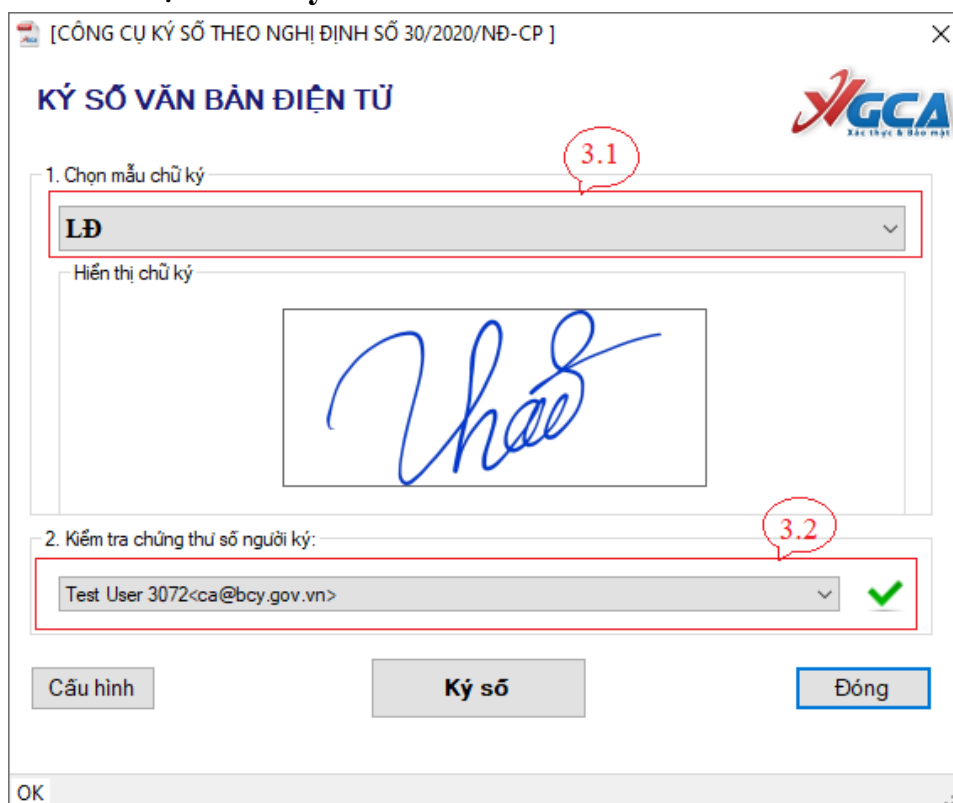 [CÔNG CỤ KÝ SỐ THEO NGHỊ ĐỊNH SỐ 30/2020/NĐ-CP ]
KÝ SỐ VĂN BẢN ĐIỆN TỬ
VGCA
Xác thực & Bảo mật
3.1
1. Chọn mẫu chữ ký
LĐ
Hiển thị chữ ký
Thao
3.2
2. Kiểm tra chứng thư số người ký:
Test User 3072<ca@bcy.gov.vn>
Cấu hình
Ký số
Đóng
OK